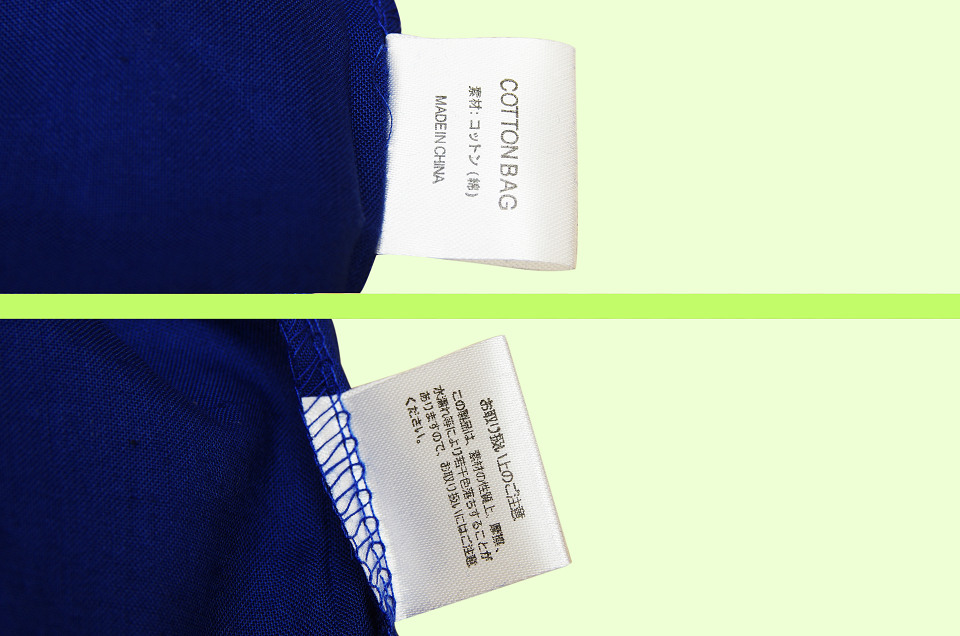 COTTON BAG
素材: コットン (綿)
MADE IN CHINA
お取り扱い上のご注意
この製品は、素材の性質上、摩擦、
水濡れ等により若干色落ちすることが
ありますので、お取り扱いにはご注意
ください。